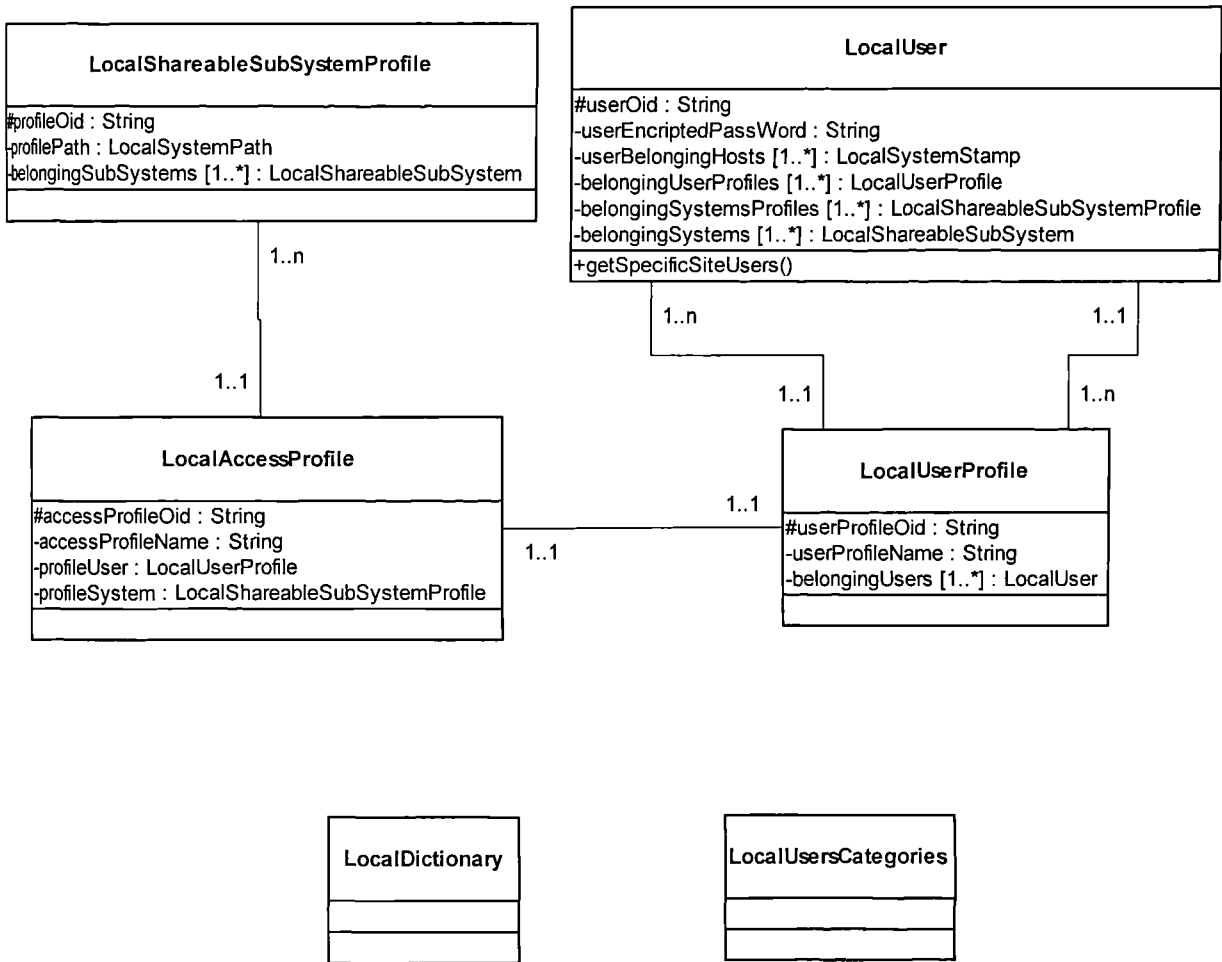 LocalShareableSubSystemProfile
#profileOid : String
-profilePath : LocalSystemPath
-belongingSubSystems [1..*] : LocalShareableSubSystem
LocalUser
#userOid : String
-userEncriptedPassWord : String
-userBelongingHosts [1..*] : LocalSystemStamp
-belongingUserProfiles [1..*] : LocalUserProfile
-belongingSystemsProfiles [1..*] : LocalShareableSubSystemProfile
-belongingSystems [1..*] : LocalShareableSubSystem
+getSpecificSiteUsers()
1..n
1..1
1..n
1..1
1..1
1..n
LocalAccessProfile
#accessProfileOid : String
-accessProfileName : String
-profileUser : LocalUserProfile
-profileSystem : LocalShareableSubSystemProfile
1..1
1..1
LocalUserProfile
#userProfileOid : String
-userProfileName : String
-belongingUsers [1..*] : LocalUser
LocalDictionary
LocalUsersCategories